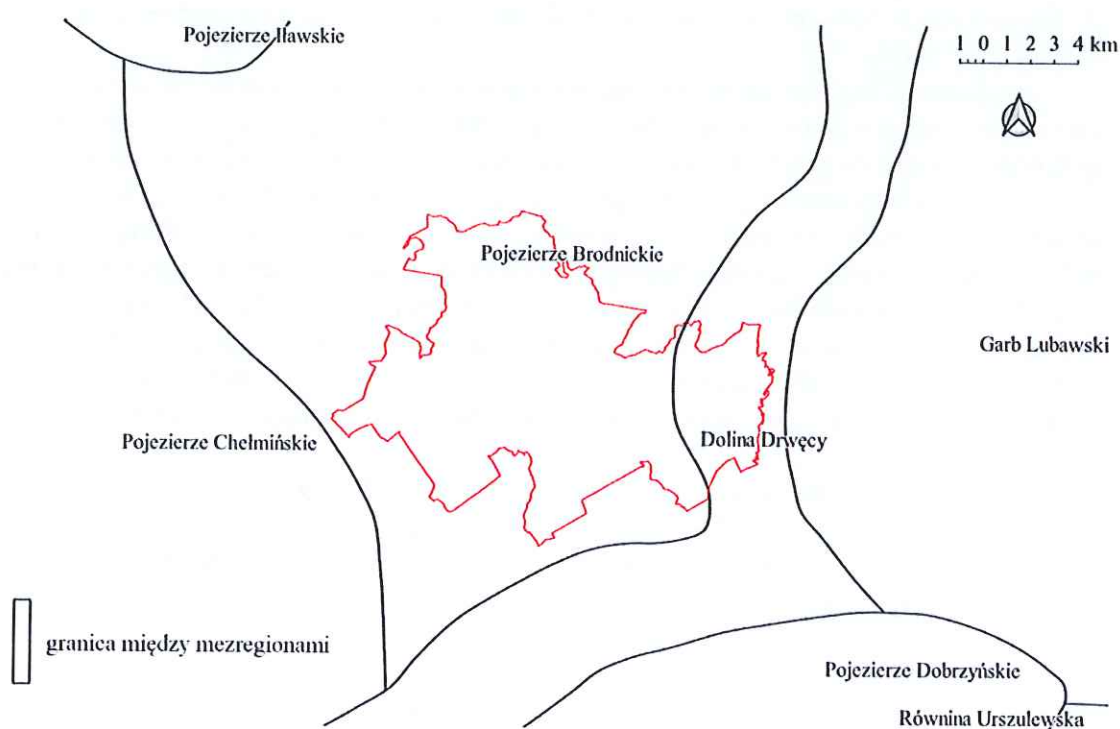 Pojezierze Iławskie
1 0 1 2 3 4 km
Pojezierze Brodnickie
Garb Lubawski
Pojezierze Chełmińskie
Dolina Drwęcy
granica między mezregionami
Pojezierze Dobrzyńskie
Równina Urszulewska